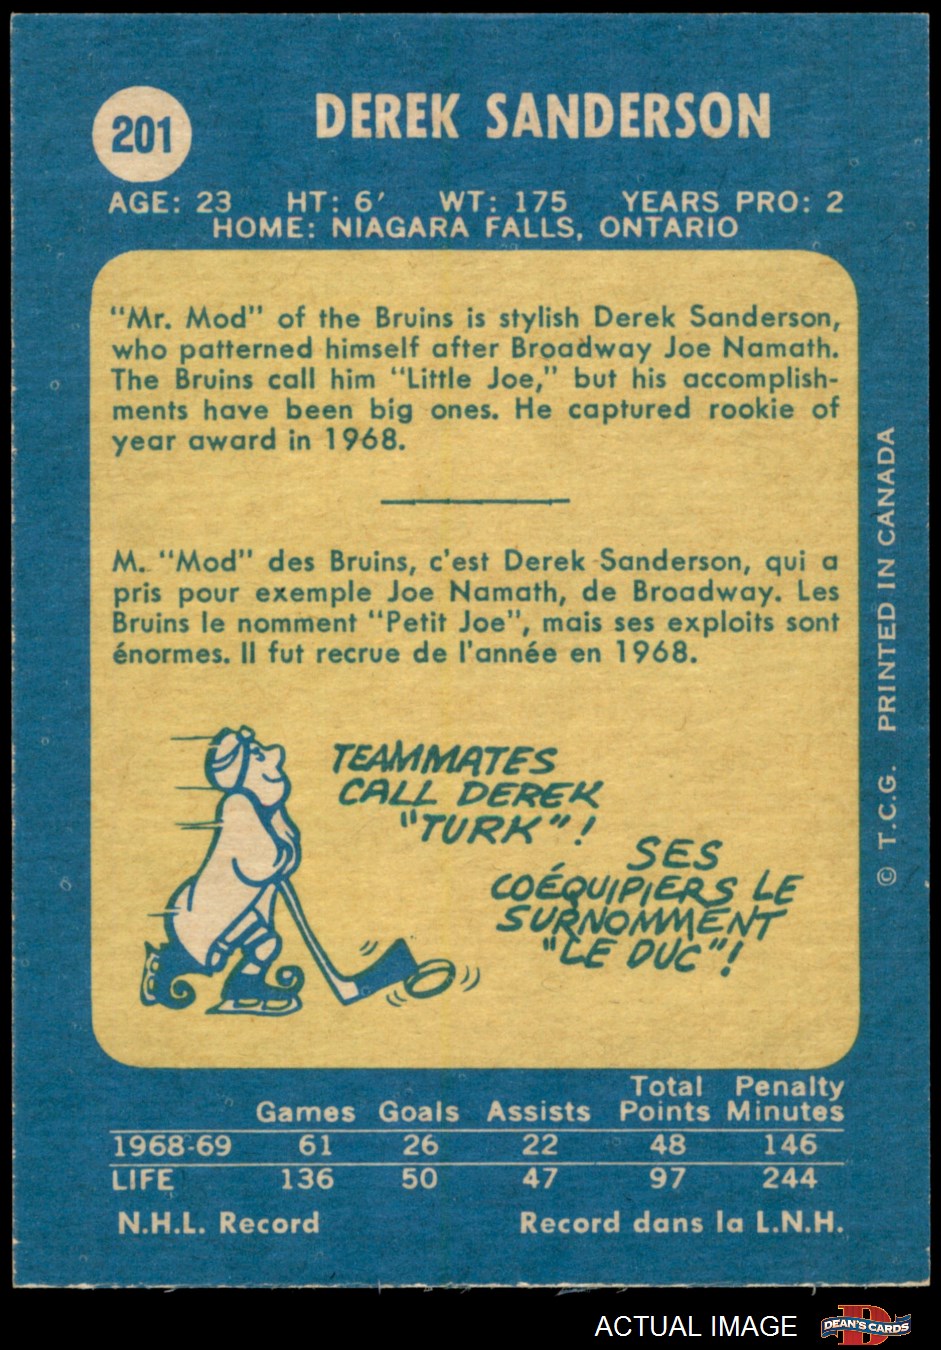 201
DEREK SANDERSON
AGE: 23 HT: 6′ WT: 175 YEARS PRO: 2
HOME: NIAGARA FALLS, ONTARIO
"Mr. Mod" of the Bruins is stylish Derek Sanderson,
who patterned himself after Broadway Joe Namath.
The Bruins call him "Little Joe," but his accomplish-
ments have been big ones. He captured rookie of
year award in 1968.
M. "Mod" des Bruins, c'est Derek Sanderson, qui a
pris pour exemple Joe Namath, de Broadway. Les
Bruins le nomment "Petit Joe", mais ses exploits sont
énormes. Il fut recrue de l'année en 1968.
TEAMMATES
CALL DEREK
"TURK"!
SES
COÉQUIPIERS LE
SURNOMMENT
"LE DUC"!
© T.C.G. PRINTED IN CANADA
Total Penalty
Games Goals Assists Points Minutes
1968-69 61 26 22 48 146
LIFE 136 50 47 97 244
N.H.L. Record Record dans la L.N.H.
ACTUAL IMAGE DEAN'S CARDS